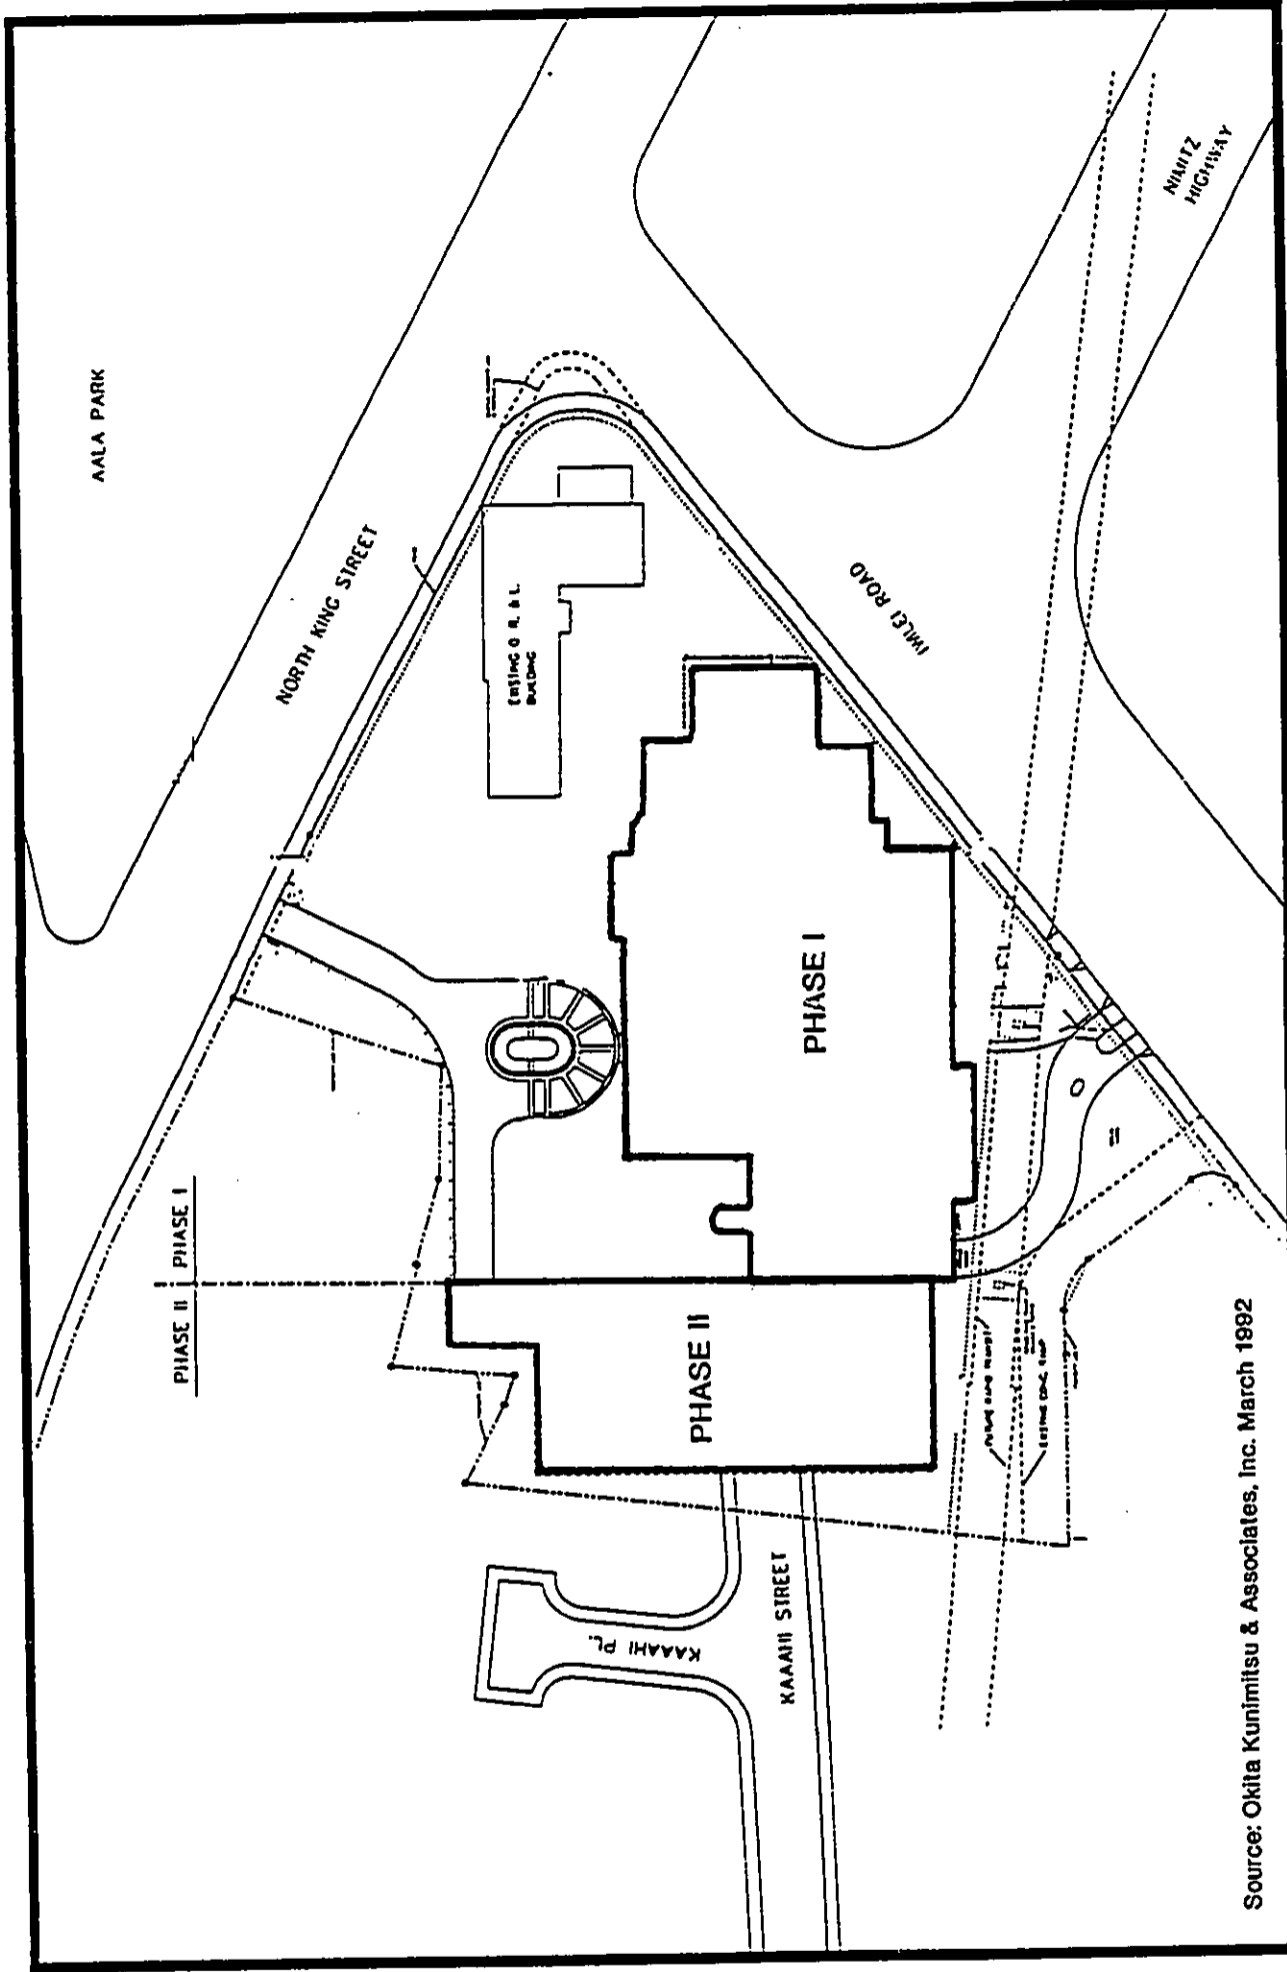 AALA PARK
NORTH KING STREET
EXISTING O. R. & L.
BUILDING
IWILEI ROAD
NIMITZ
HIGHWAY
PHASE II PHASE I
PHASE I
PHASE II
KAAAHI PL.
KAAAHI STREET
Source: Okita Kunimitsu & Associates, Inc. March 1992